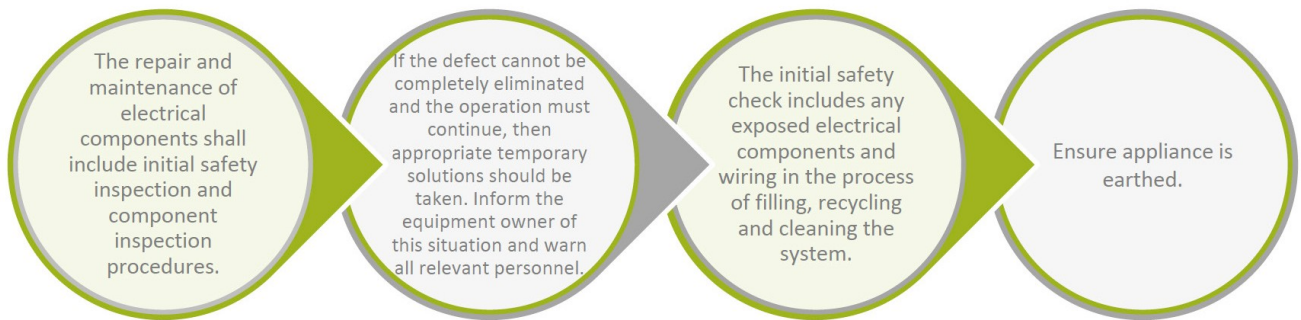 The repair and
maintenance of
electrical
components shall
include initial safety
inspection and
component
inspection
procedures.
If the defect cannot be
completely eliminated
and the operation must
continue, then
appropriate temporary
solutions should be
taken. Inform the
equipment owner of
this situation and warn
all relevant personnel.
The initial safety
check includes any
exposed electrical
components and
wiring in the process
of filling, recycling
and cleaning the
system.
Ensure appliance is
earthed.